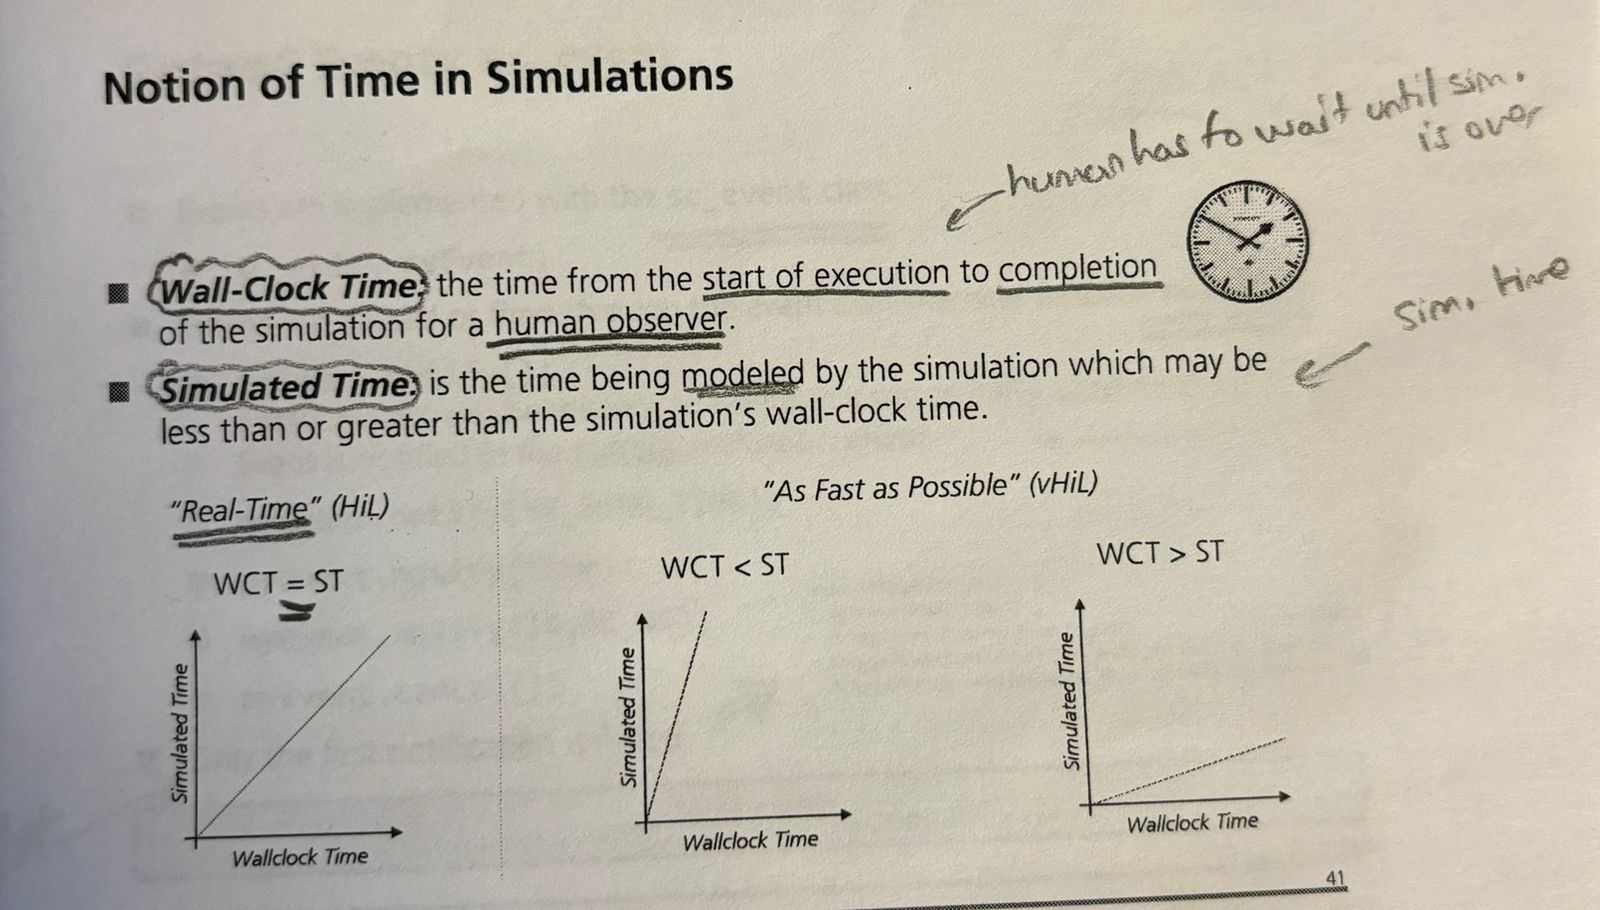 Notion of Time in Simulations
human has to wait until sim.
is over
Wall-Clock Time: the time from the start of execution to completion
of the simulation for a human observer.
sim. time
Simulated Time: is the time being modeled by the simulation which may be
less than or greater than the simulation's wall-clock time.
"Real-Time" (HiL)
"As Fast as Possible" (vHiL)
WCT = ST
WCT < ST
WCT > ST
Simulated Time
Wallclock Time
Simulated Time
Wallclock Time
Simulated Time
Wallclock Time
41